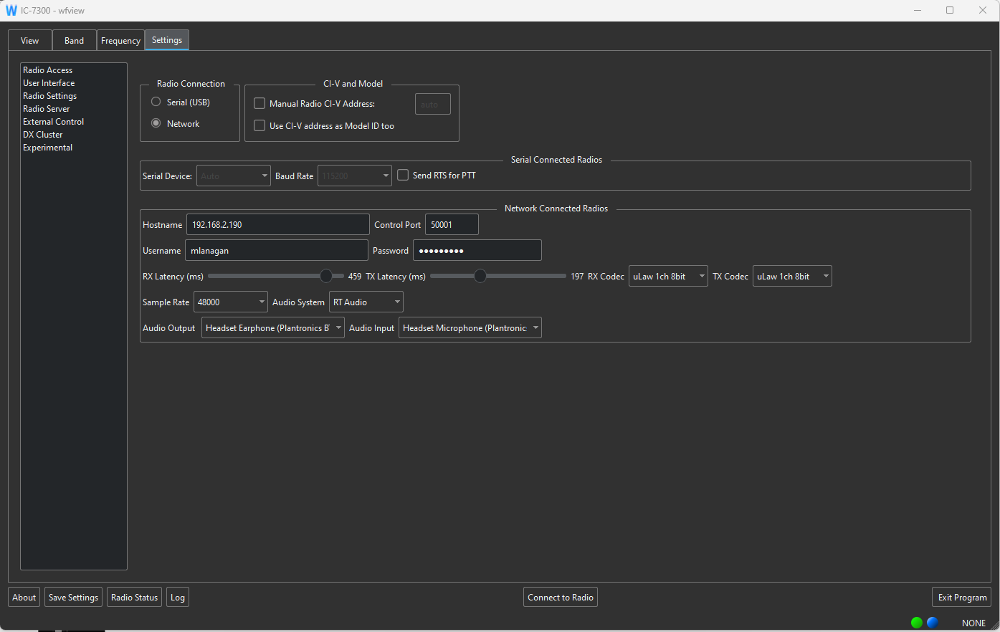 IC-7300 - wfview
View Band Frequency Settings
Radio Access
User Interface
Radio Settings
Radio Server
External Control
DX Cluster
Experimental
Radio Connection
Serial (USB)
Network
CI-V and Model
Manual Radio CI-V Address: auto
Use CI-V address as Model ID too
Serial Connected Radios
Serial Device: Auto Baud Rate 115200 Send RTS for PTT
Network Connected Radios
Hostname 192.168.2.190 Control Port 50001
Username mlanagan Password ●●●●●●●●●
RX Latency (ms) 459 TX Latency (ms) 197 RX Codec uLaw 1ch 8bit TX Codec uLaw 1ch 8bit
Sample Rate 48000 Audio System RT Audio
Audio Output Headset Earphone (Plantronics B Audio Input Headset Microphone (Plantronic
About Save Settings Radio Status Log Connect to Radio Exit Program
NONE